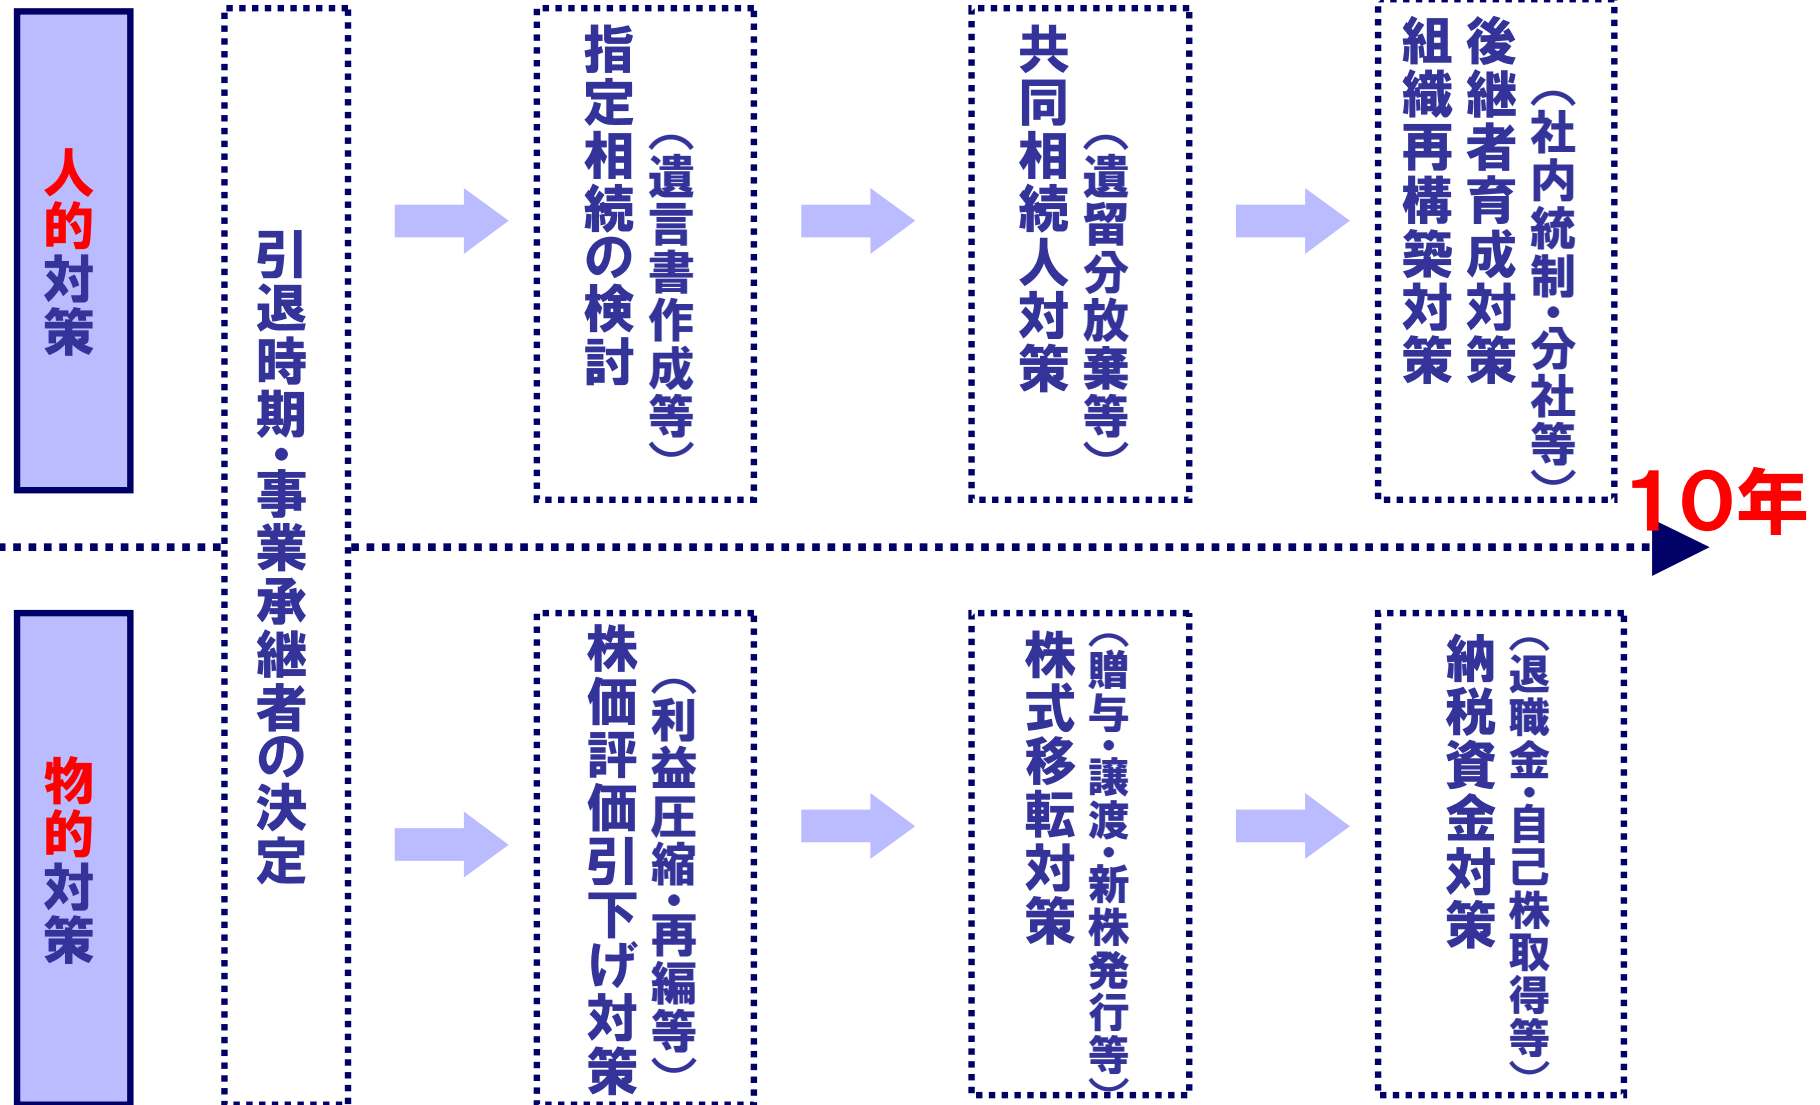 人的対策
引退時期・事業承継者の決定
指定相続の検討
（遺言書作成等）
共同相続人対策
（遺留分放棄等）
組織再構築対策
後継者育成対策
（社内統制・分社等）
10年
物的対策
株価評価引下げ対策
（利益圧縮・再編等）
株式移転対策
（贈与・譲渡・新株発行等）
納税資金対策
（退職金・自己株取得等）